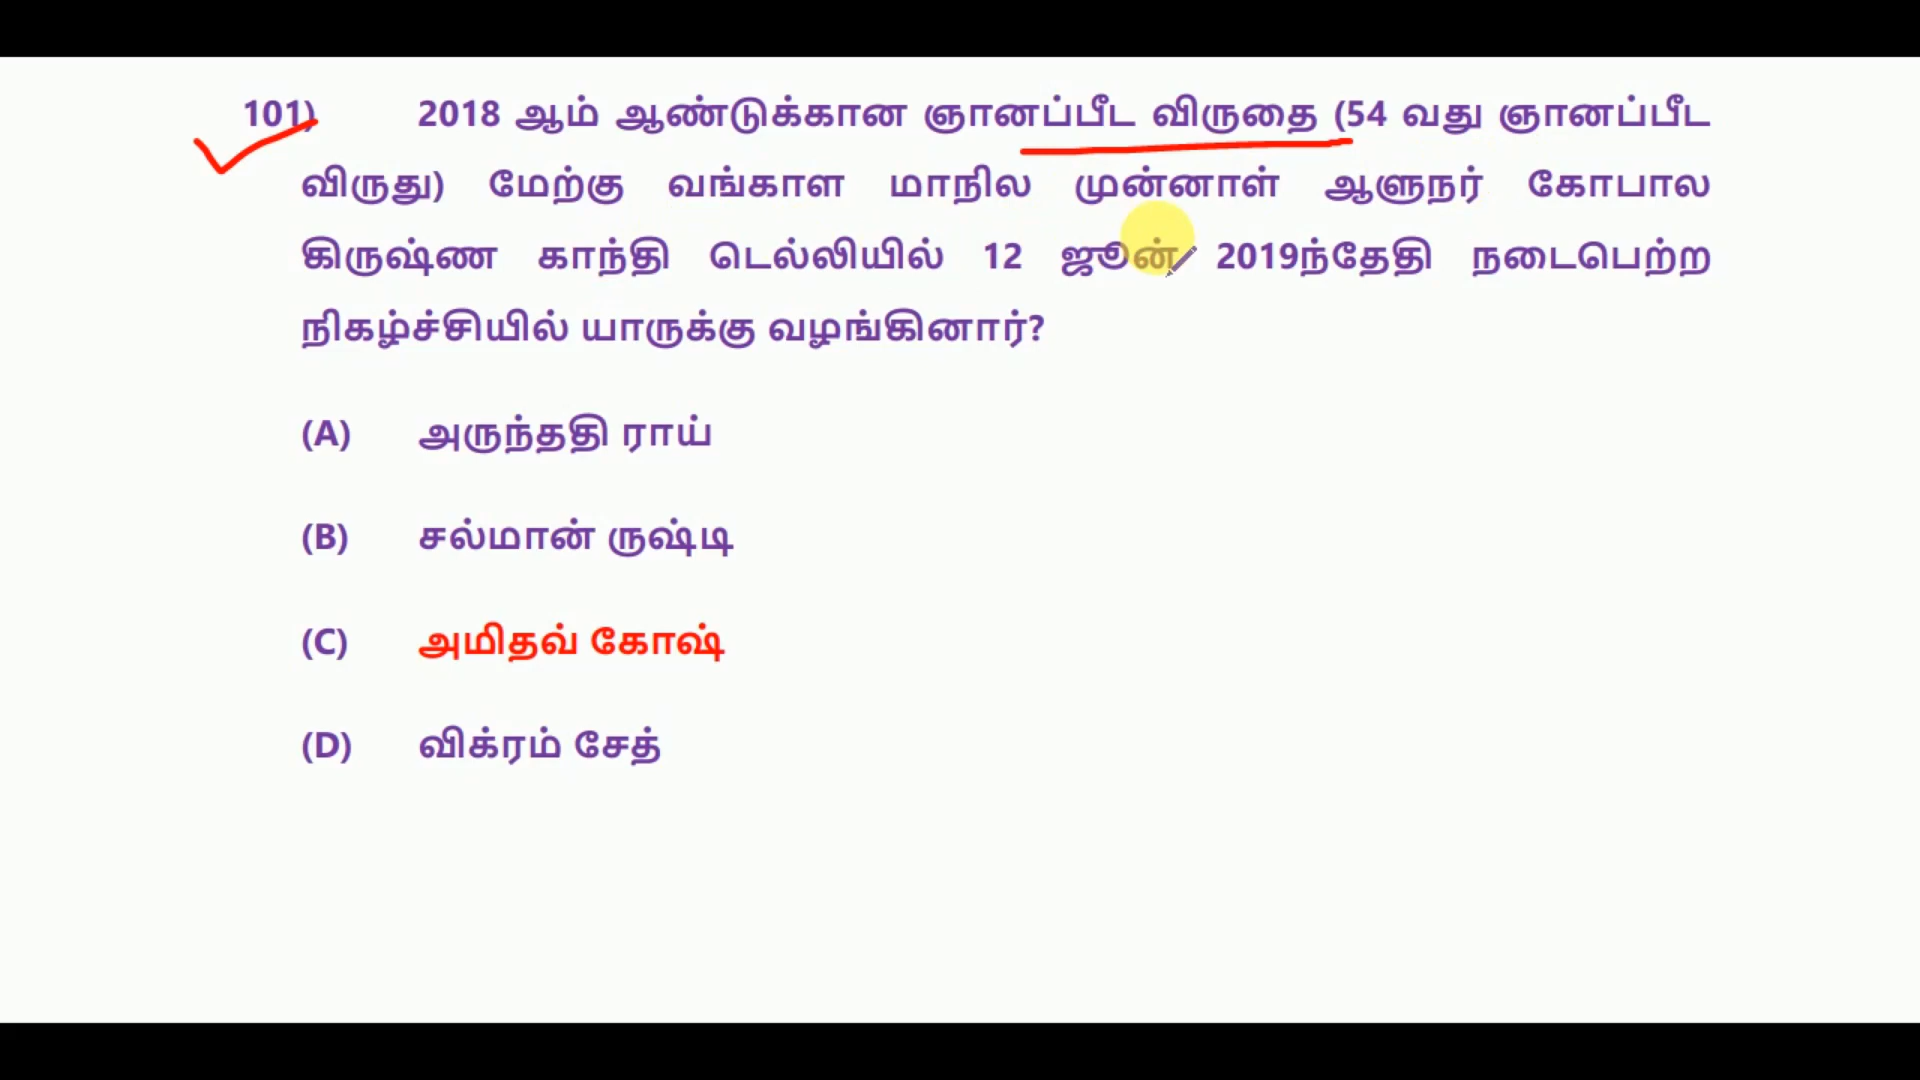 101) 2018 ஆம் ஆண்டுக்கான ஞானப்பீட விருதை (54 வது ஞானப்பீட
விருது) மேற்கு வங்காள மாநில முன்னாள் ஆளுநர் கோபால
கிருஷ்ண காந்தி டெல்லியில் 12 ஜூன் 2019ந்தேதி நடைபெற்ற
நிகழ்ச்சியில் யாருக்கு வழங்கினார்?
(A) அருந்ததி ராய்
(B) சல்மான் ருஷ்டி
(C) அமிதவ் கோஷ்
(D) விக்ரம் சேத்